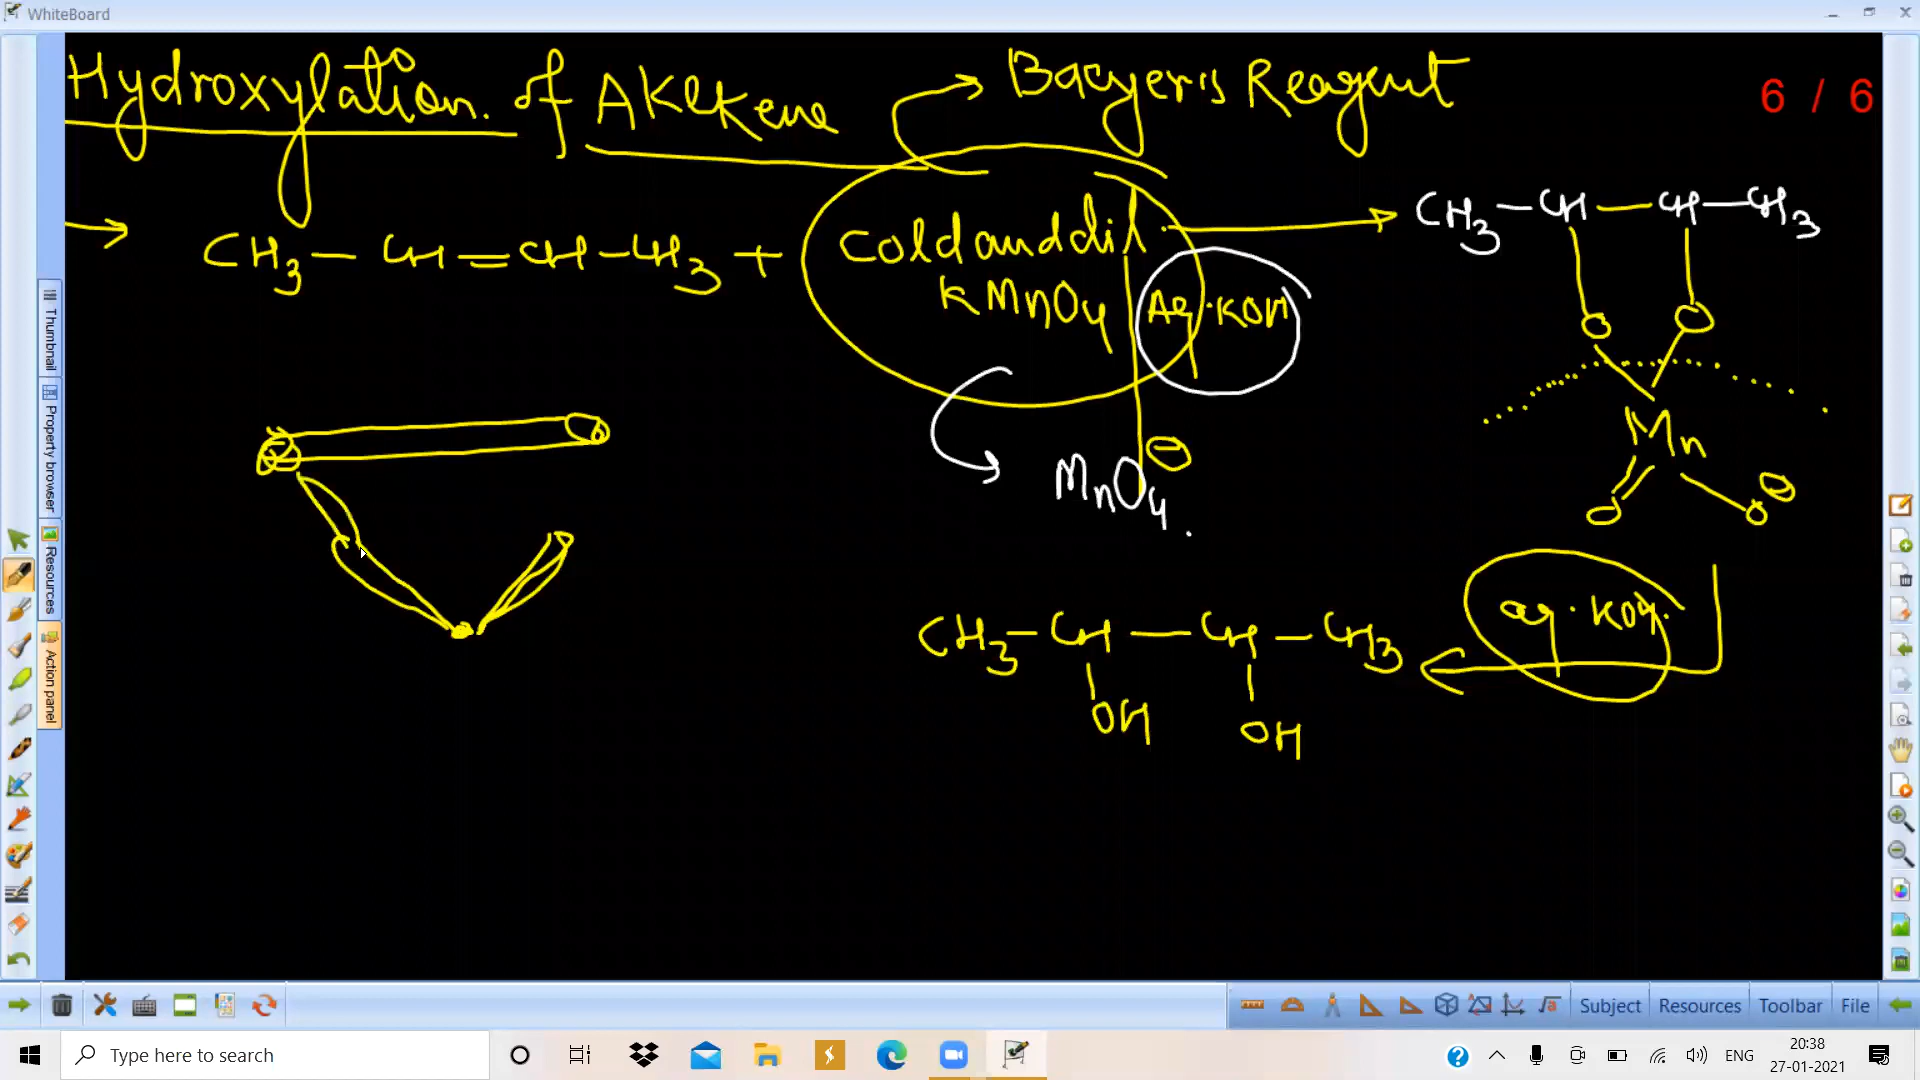 WhiteBoard
Hydroxylation. of AKlKene
Baeyer's Reagent
6 / 6
CH3 - CH = CH - CH3 +
Cold and dil.
KMnO4
Aq. KOH
CH3 - CH - CH - CH3
O O
Mn
O O⊖
MnO4⊖.
aq. KOH.
CH3 - CH - CH - CH3
OH OH
Thumbnail
Property browser
Resources
Action panel
Subject
Resources
Toolbar
File
Type here to search
ENG
20:38
27-01-2021